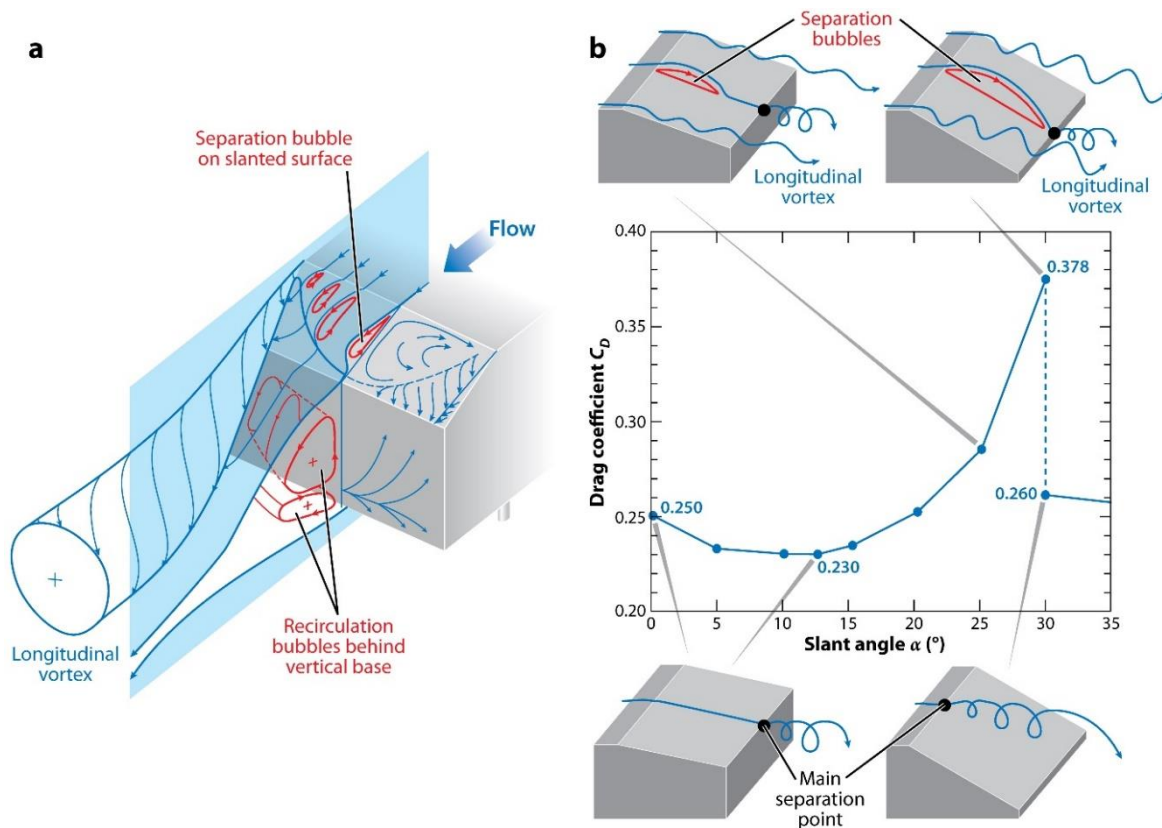 a
Separation bubble
on slanted surface
Flow
Longitudinal
vortex
Recirculation
bubbles behind
vertical base
b
Separation
bubbles
Longitudinal
vortex
Longitudinal
vortex
0.40
0.35
0.30
0.25
0.20
Drag coefficient C_D
0.250
0.230
0.378
0.260
0
5
10
15
20
25
30
35
Slant angle α (°)
Main
separation
point